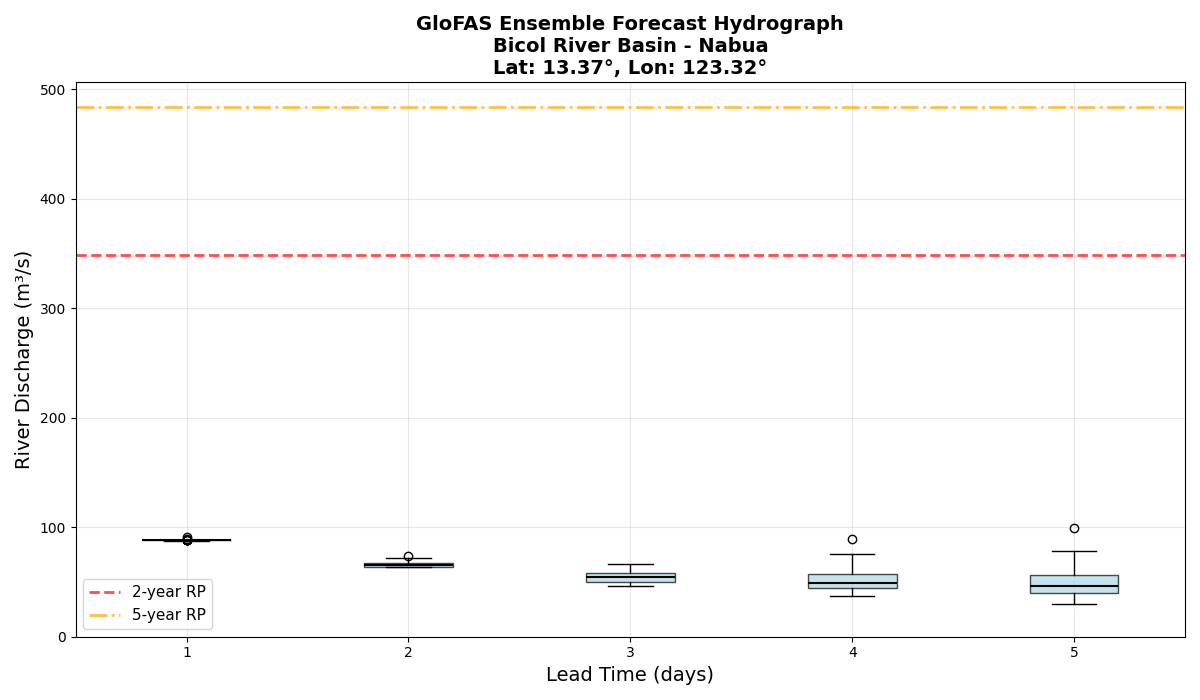 GloFAS Ensemble Forecast Hydrograph
Bicol River Basin - Nabua
Lat: 13.37°, Lon: 123.32°
River Discharge (m³/s)
500
400
300
200
100
0
2-year RP
5-year RP
1
2
3
4
5
Lead Time (days)